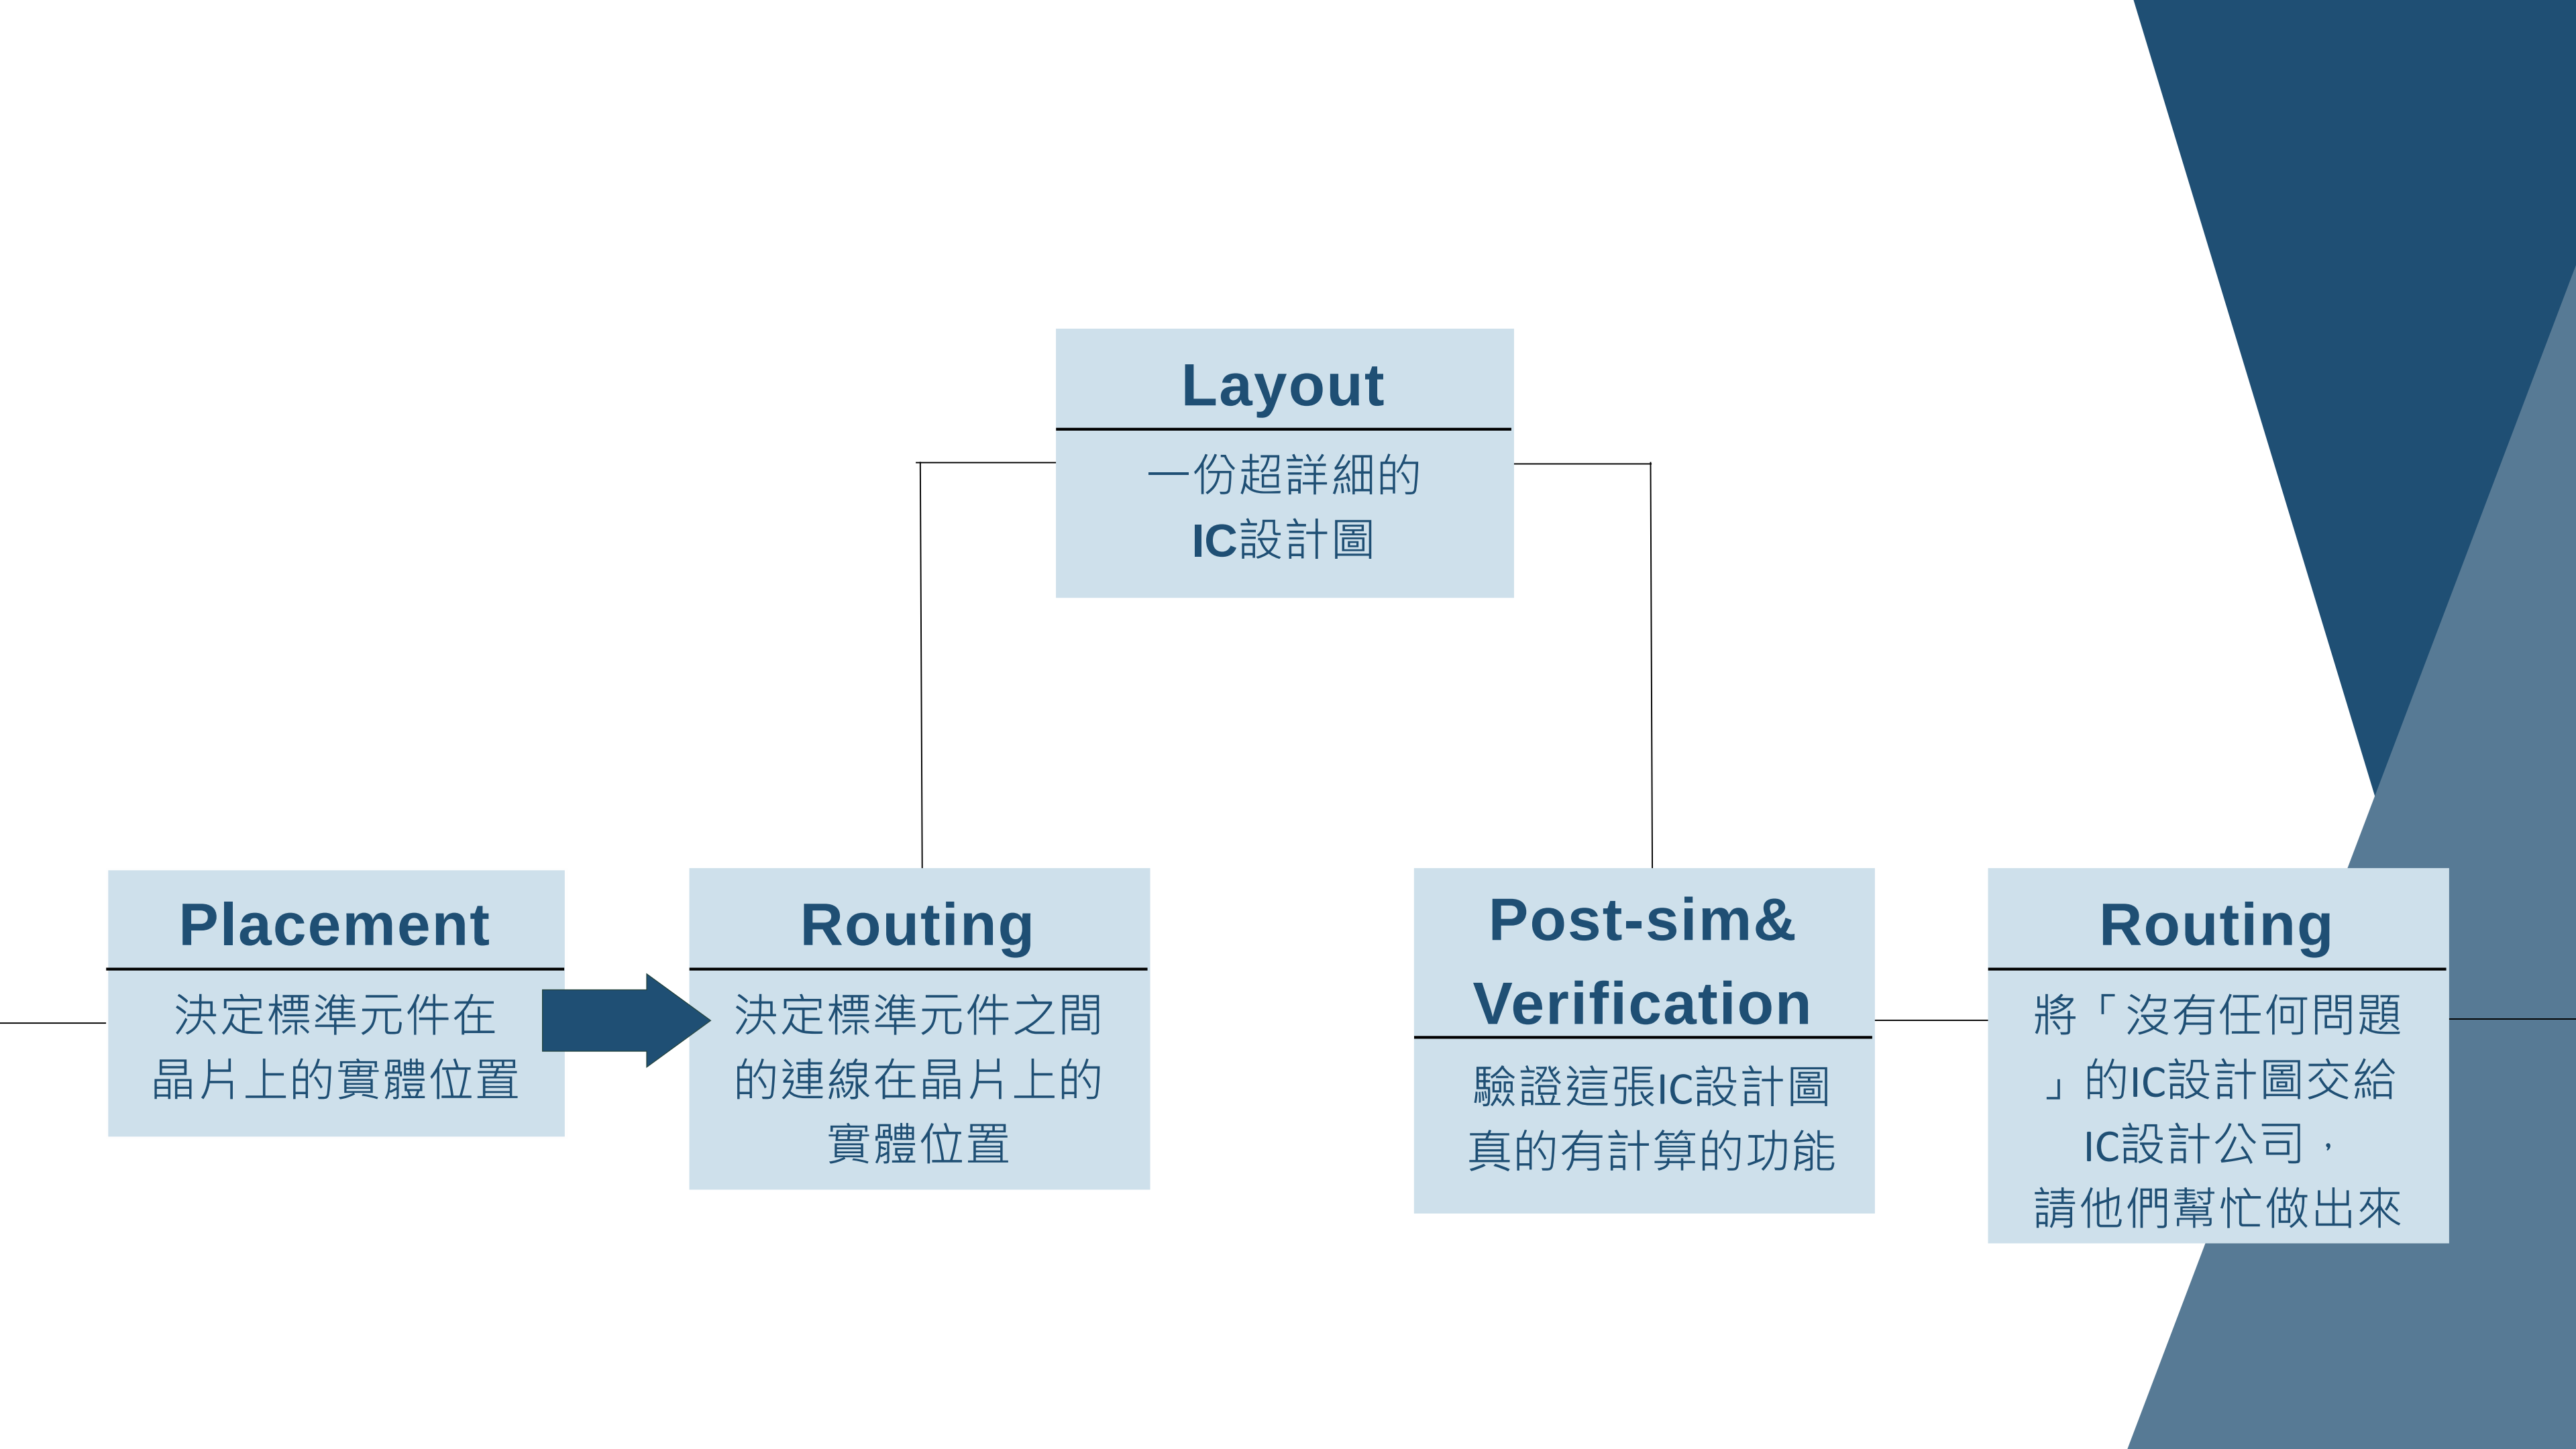 Layout
一份超詳細的
IC設計圖
Placement
決定標準元件在
晶片上的實體位置
Routing
決定標準元件之間
的連線在晶片上的
實體位置
Post-sim&
Verification
驗證這張IC設計圖
真的有計算的功能
Routing
將「沒有任何問題
」的IC設計圖交給
IC設計公司，
請他們幫忙做出來